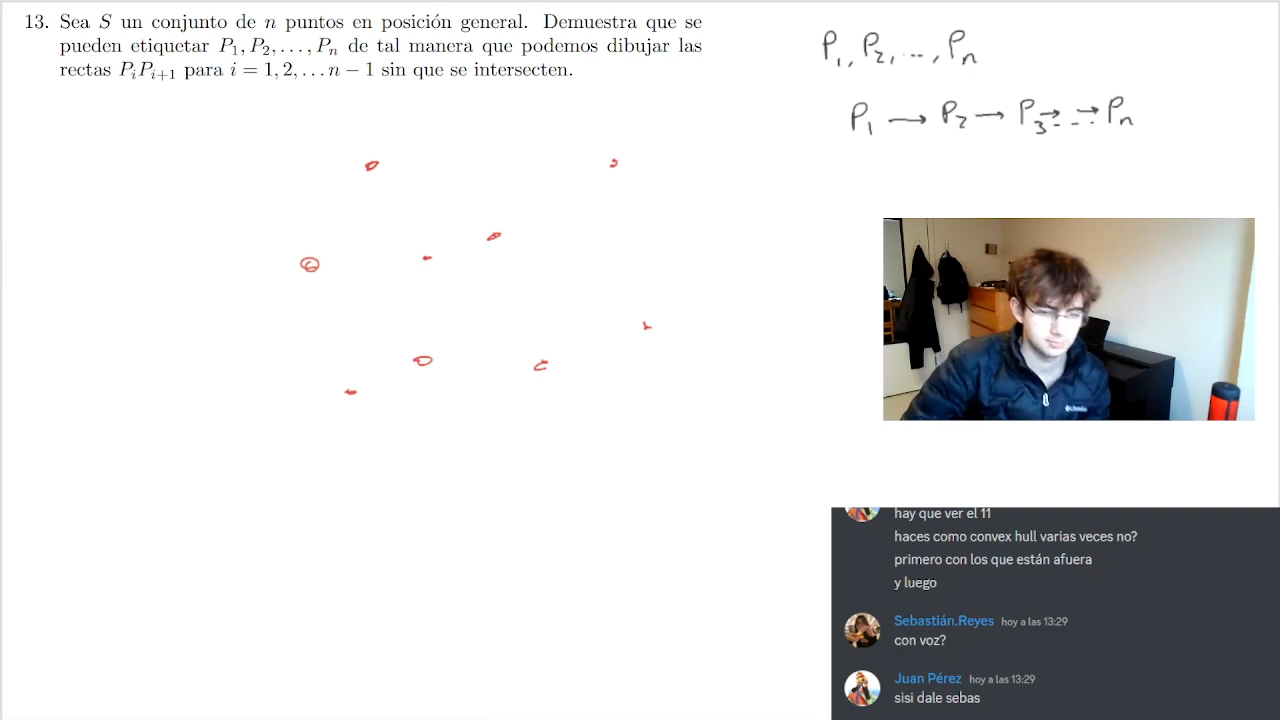 13. Sea S un conjunto de n puntos en posición general. Demuestra que se
pueden etiquetar P₁, P₂, . . . , Pₙ de tal manera que podemos dibujar las
rectas PᵢPᵢ₊₁ para i = 1, 2, . . . n − 1 sin que se intersecten.
P₁, P₂, ..., Pₙ
P₁ → P₂ → P₃ → ... → Pₙ
hay que ver el 11
haces como convex hull varias veces no?
primero con los que están afuera
y luego
Sebastián.Reyes hoy a las 13:29
con voz?
Juan Pérez hoy a las 13:29
sisi dale sebas